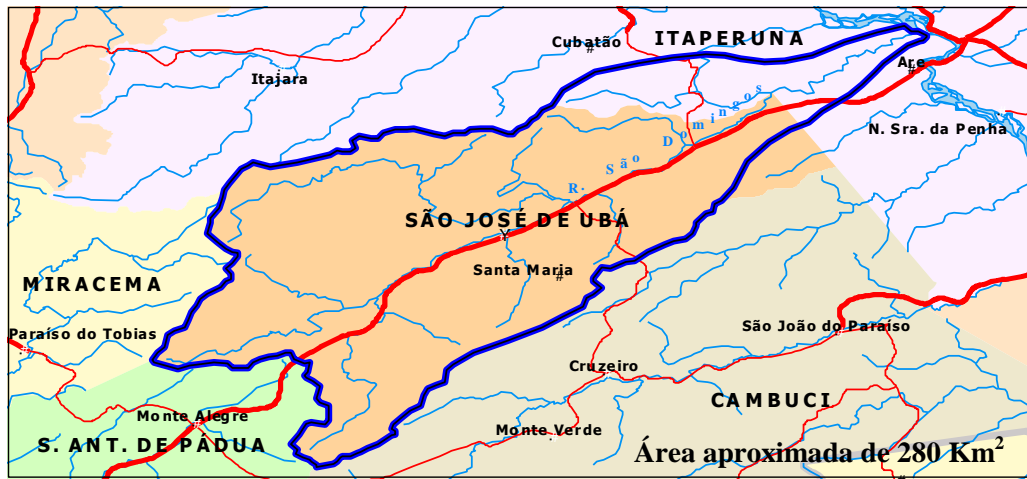 Cubatão
ITAPERUNA
Itajara
Are
N. Sra. da Penha
R. São Domingos
SÃO JOSÉ DE UBÁ
Santa Maria
MIRACEMA
Paraíso do Tobias
São João do Paraíso
Cruzeiro
CAMBUCI
Monte Alegre
Monte Verde
S. ANT. DE PÁDUA
Área aproximada de 280 Km²